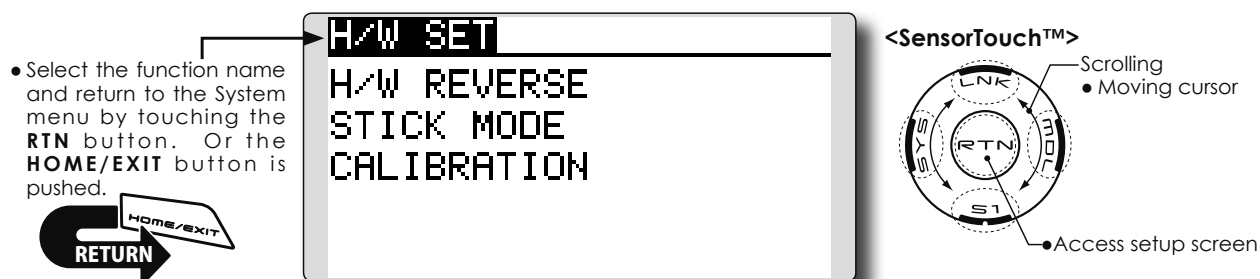 ● Select the function name
and return to the System
menu by touching the
RTN button. Or the
HOME/EXIT button is
pushed.
HOME/EXIT
RETURN
H/W SET
H/W REVERSE
STICK MODE
CALIBRATION
<SensorTouch™>
LNK
SYS
RTN
MDL
S1
Scrolling
● Moving cursor
●Access setup screen